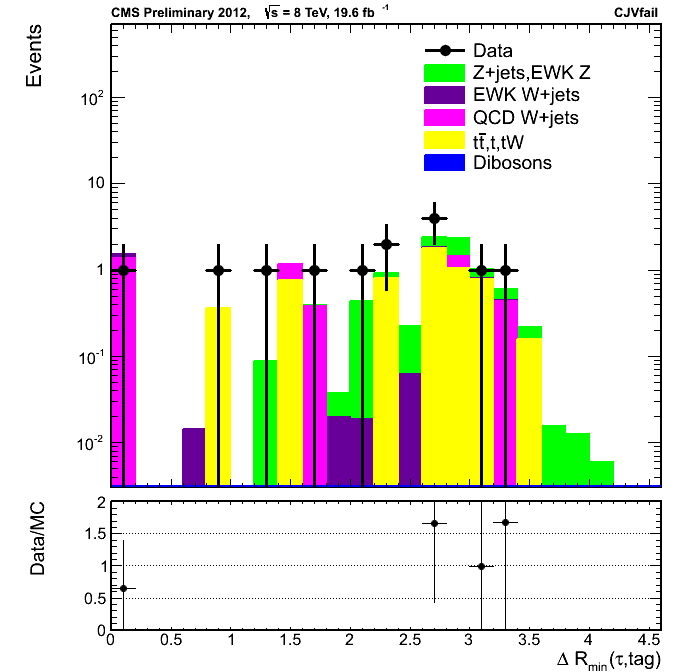 CMS Preliminary 2012, √s = 8 TeV, 19.6 fb⁻¹ CJVfail
Events
Data
Z+jets,EWK Z
EWK W+jets
QCD W+jets
tt̄,t,tW
Dibosons
10²
10
1
10⁻¹
10⁻²
Data/MC
2
1.5
1
0.5
0
0 0.5 1 1.5 2 2.5 3 3.5 4 4.5
Δ R_min(τ,tag)